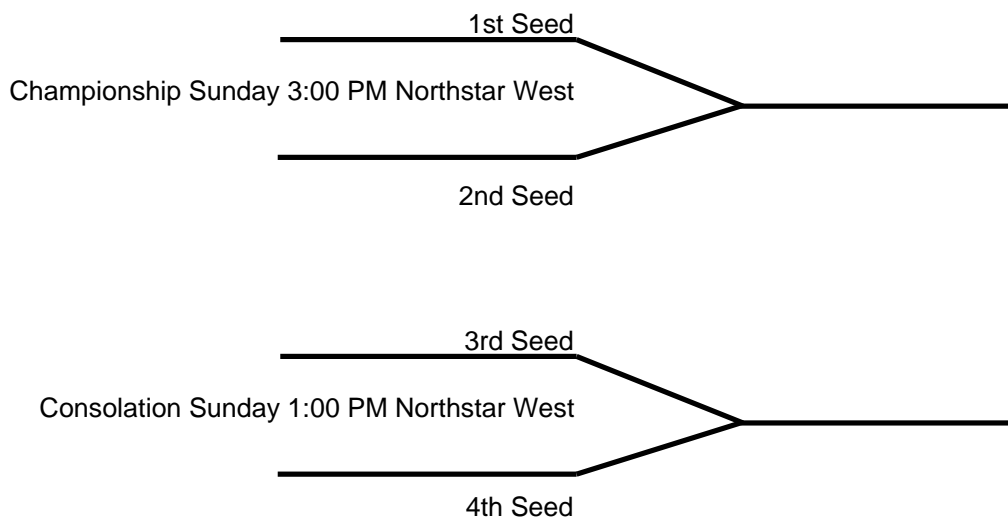 1st Seed
Championship Sunday 3:00 PM Northstar West
2nd Seed
3rd Seed
Consolation Sunday 1:00 PM Northstar West
4th Seed